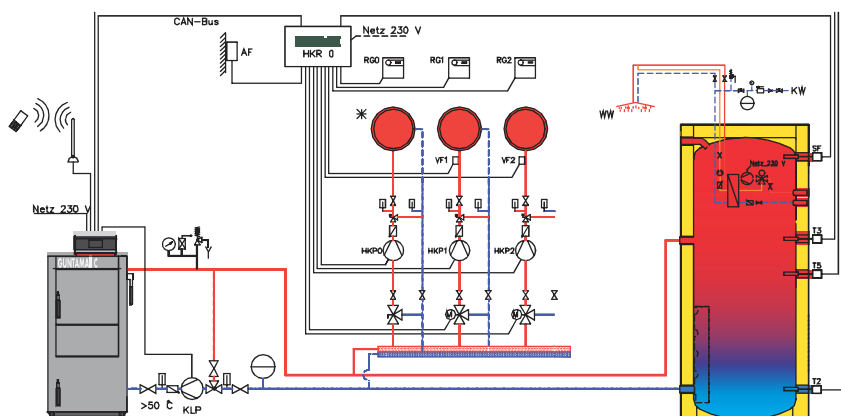 CAN-Bus
Netz 230 V
HKR 0
AF
RG0
RG1
RG2
KW
WW
SF
VF1
VF2
Netz 230 V
Netz 230 V
HKP0
HKP1
HKP2
T3
T5
GUNTAMATIC
M
M
T2
>50 °C
KLP